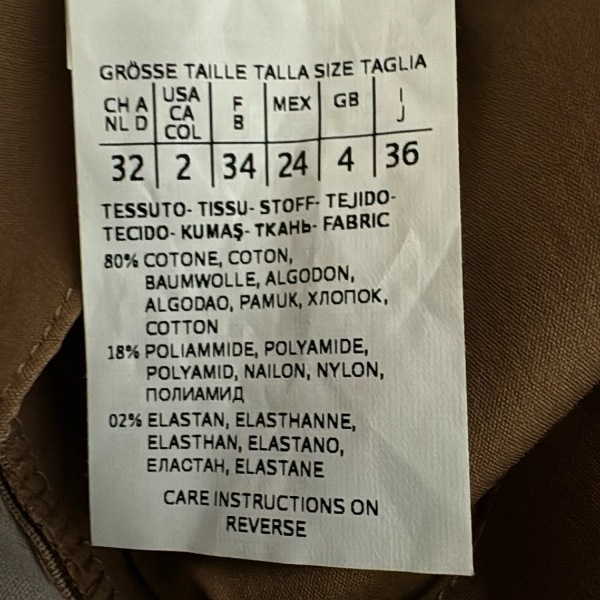 GRÖSSE TAILLE TALLA SIZE TAGLIA
CH A NL D | USA CA COL | F B | MEX | GB | I J
32 | 2 | 34 | 24 | 4 | 36
TESSUTO- TISSU- STOFF- TEJIDO-
TECIDO- KUMAŞ- ТКАНЬ- FABRIC
80% COTONE, COTON,
BAUMWOLLE, ALGODON,
ALGODAO, PAMUK, ХЛОПОК,
COTTON
18% POLIAMMIDE, POLYAMIDE,
POLYAMID, NAILON, NYLON,
ПОЛИАМИД
02% ELASTAN, ELASTHANNE,
ELASTHAN, ELASTANO,
ЕЛАСТАН, ELASTANE
CARE INSTRUCTIONS ON
REVERSE